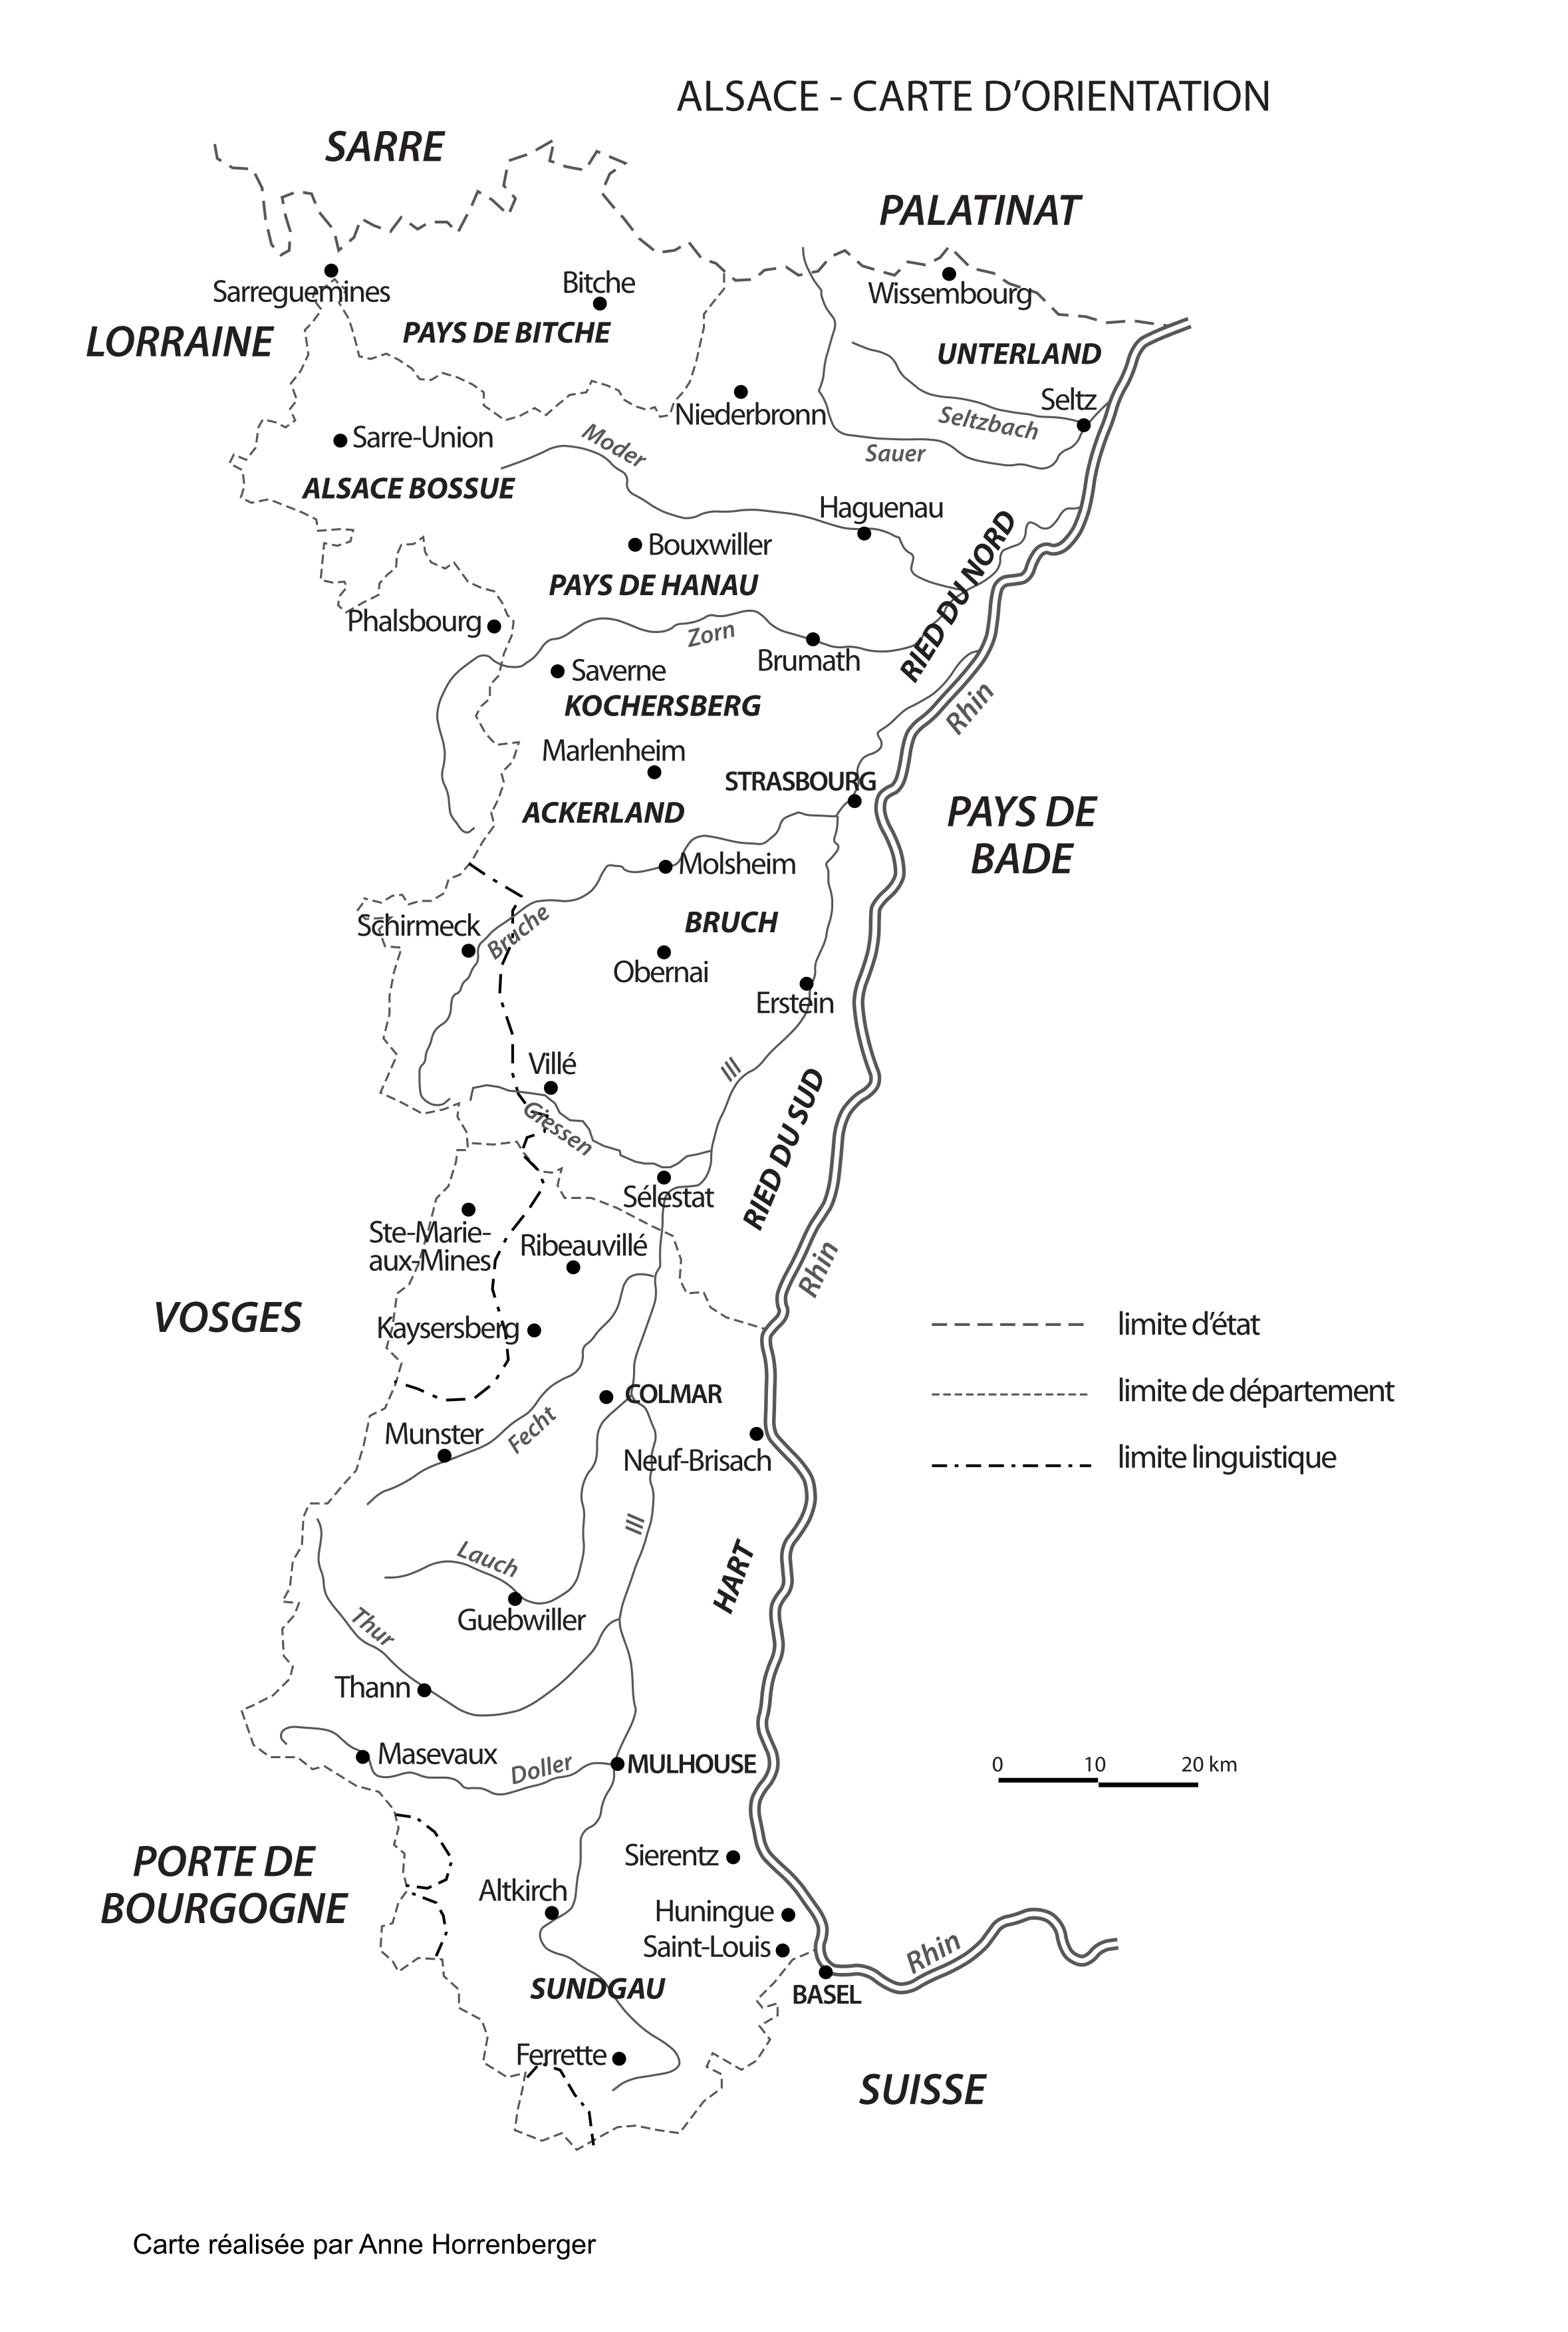 ALSACE - CARTE D’ORIENTATION
SARRE
PALATINAT
Sarreguemines
Bitche
Wissembourg
LORRAINE
PAYS DE BITCHE
UNTERLAND
Seltz
Niederbronn
Seltzbach
Sarre-Union
Moder
Sauer
ALSACE BOSSUE
Haguenau
Bouxwiller
RIED DU NORD
PAYS DE HANAU
Phalsbourg
Zorn
Brumath
Saverne
KOCHERSBERG
Rhin
Marlenheim
STRASBOURG
ACKERLAND
PAYS DE
BADE
Molsheim
Schirmeck
Bruche
BRUCH
Obernai
Erstein
Villé
Ill
Giessen
RIED DU SUD
Sélestat
Ste-Marie-
aux-Mines
Ribeauvillé
Rhin
VOSGES
Kaysersberg
limite d’état
COLMAR
limite de département
Munster
Fecht
Neuf-Brisach
limite linguistique
Ill
Lauch
HART
Guebwiller
Thur
Thann
Masevaux
Doller
MULHOUSE
0 10 20 km
PORTE DE
BOURGOGNE
Sierentz
Altkirch
Huningue
Saint-Louis
Rhin
SUNDGAU
BASEL
Ferrette
SUISSE
Carte réalisée par Anne Horrenberger